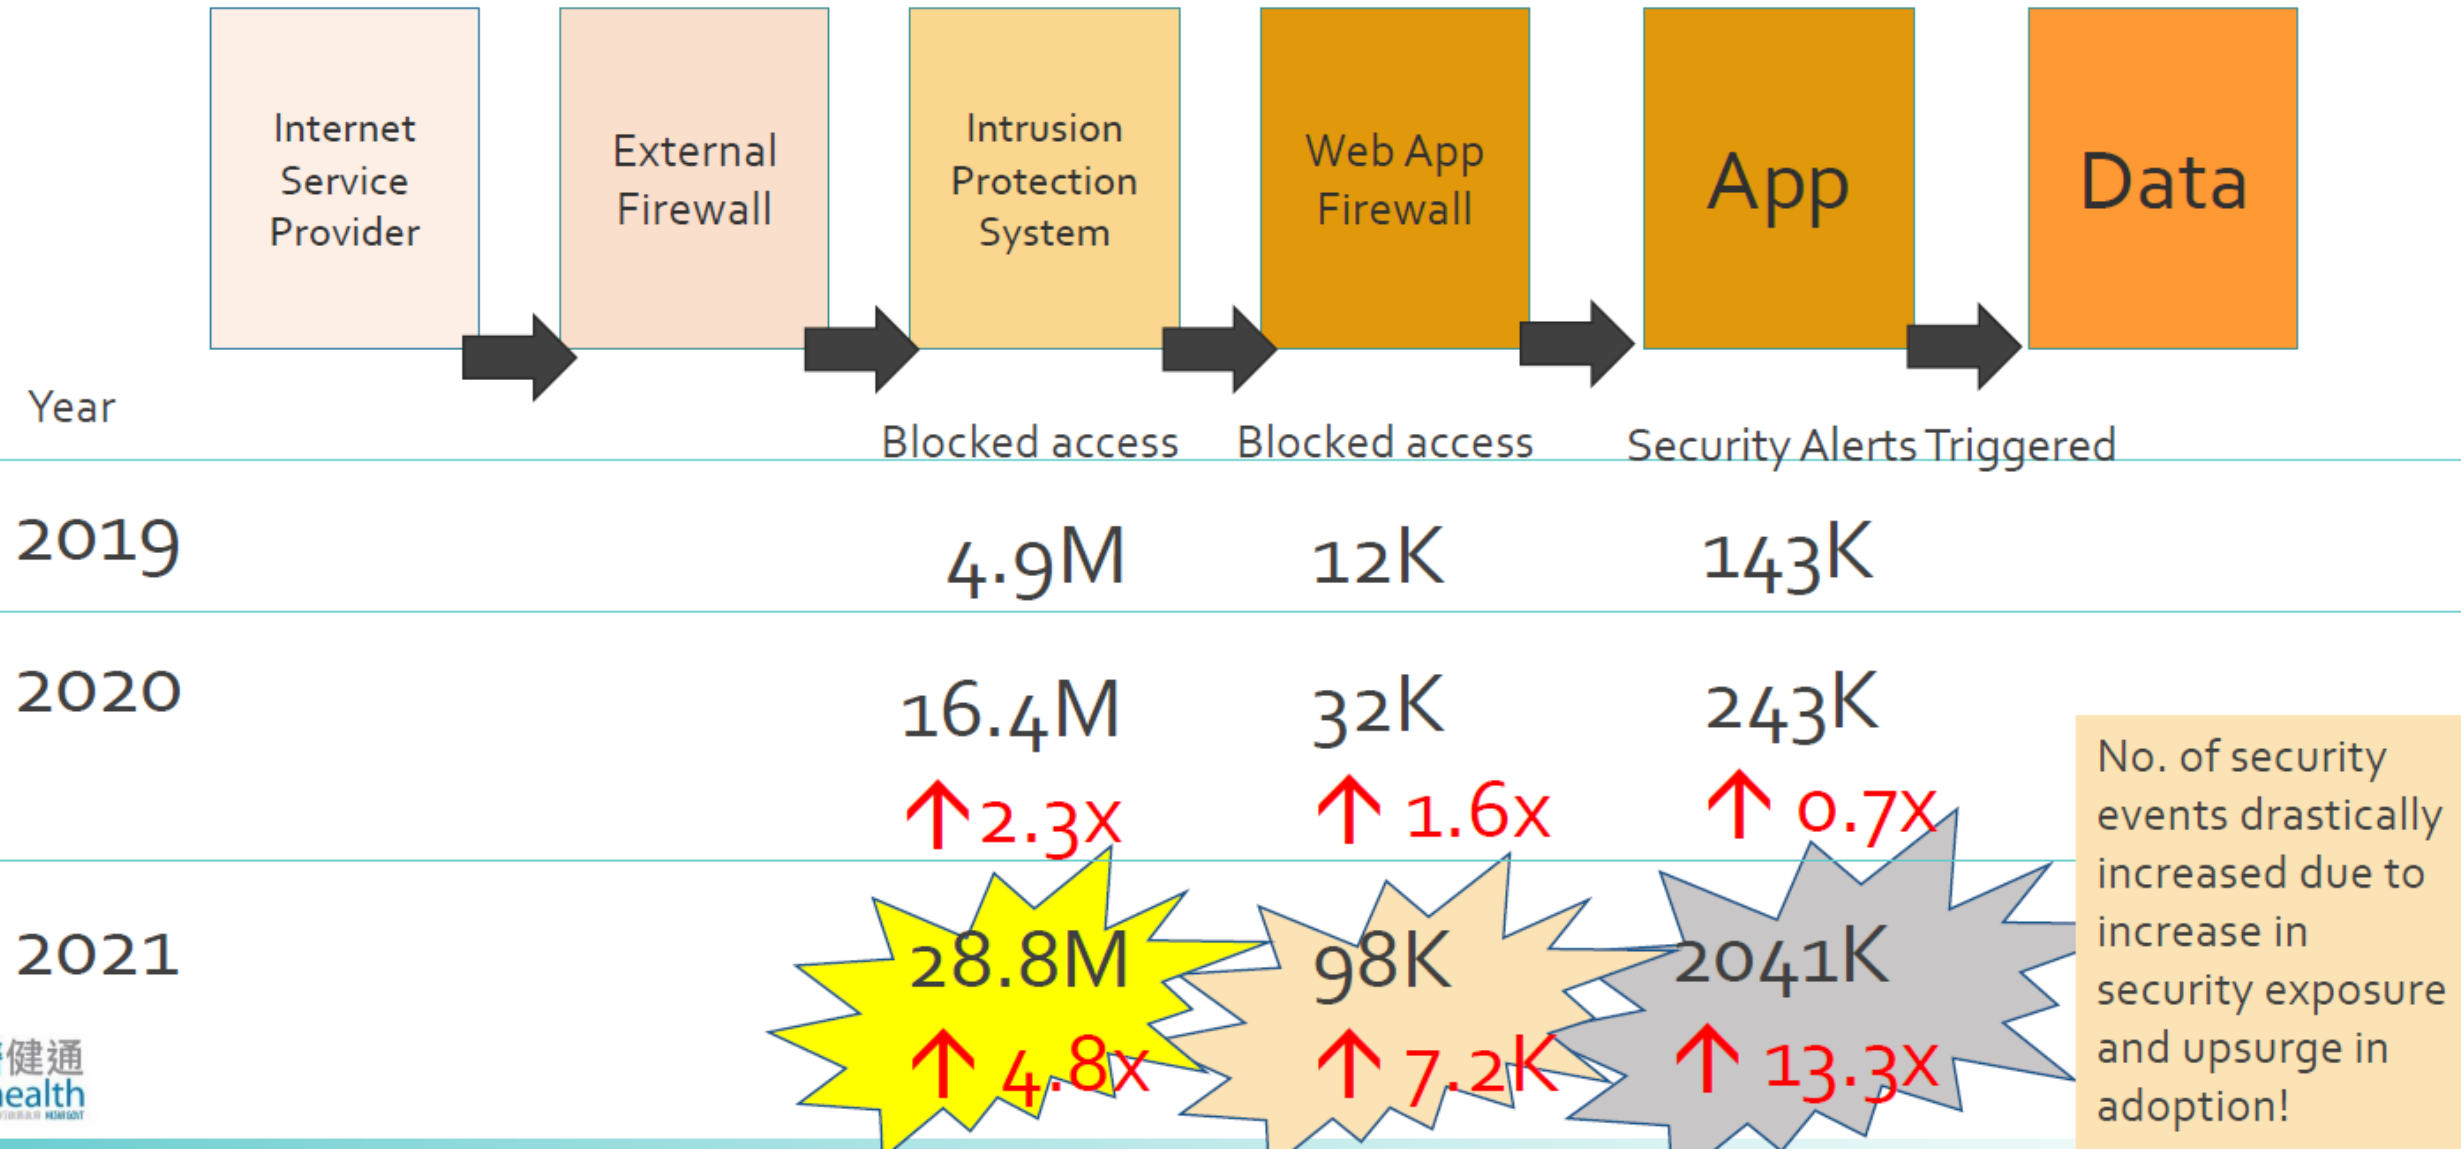 Internet
Service
Provider
External
Firewall
Intrusion
Protection
System
Web App
Firewall
App
Data
Year
Blocked access
Blocked access
Security Alerts Triggered
2019
4.9M
12K
143K
2020
16.4M
32K
243K
↑2.3x
↑ 1.6x
↑ 0.7x
2021
28.8M
98K
2041K
↑ 4.8x
↑ 7.2K
↑ 13.3x
No. of security
events drastically
increased due to
increase in
security exposure
and upsurge in
adoption!
健通
ealth